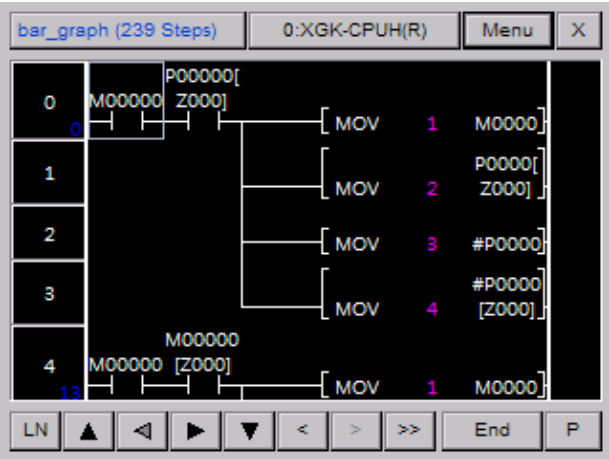 bar_graph (239 Steps) 0:XGK-CPUH(R) Menu X
P00000[
0 M00000 Z000]
0 MOV 1 M0000
P0000[
1 Z000]
MOV 2
2 MOV 3 #P0000
#P0000
3 [Z000]
MOV 4
M00000
4 M00000 [Z000]
13 MOV 1 M0000
LN < > >> End P